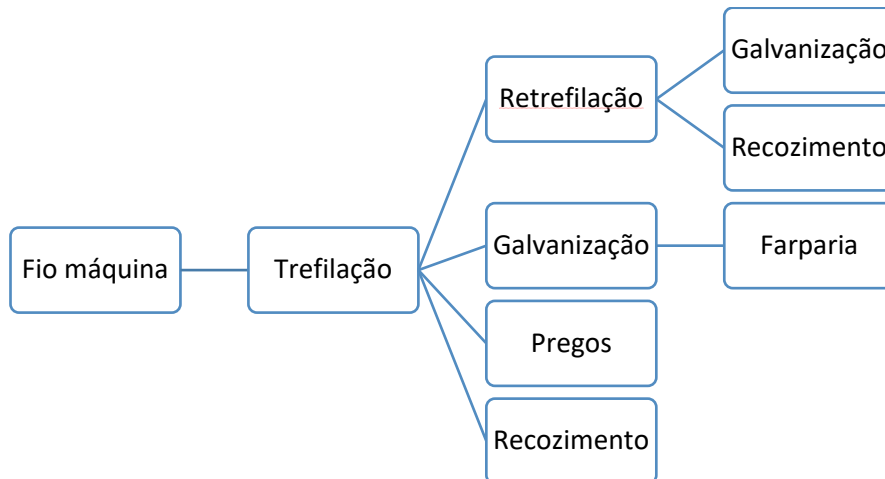 Fio máquina
Trefilação
Retrefilação
Galvanização
Recozimento
Galvanização
Farparia
Pregos
Recozimento